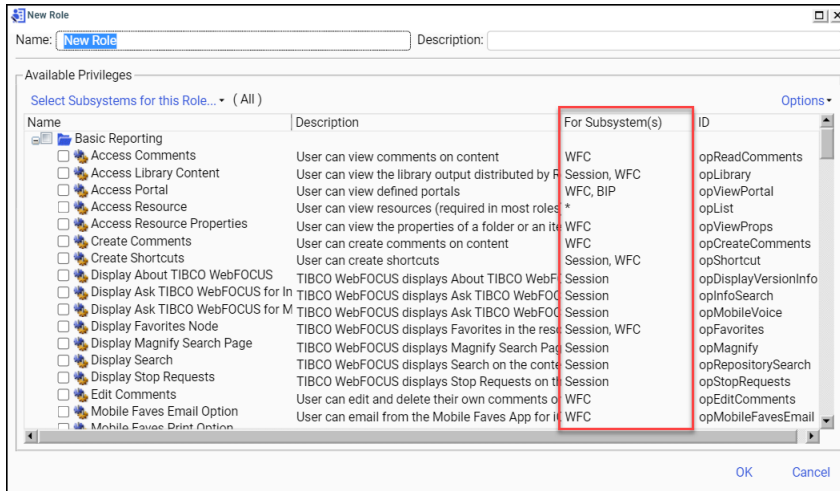 New Role
Name: New Role Description:
Available Privileges
Select Subsystems for this Role... (All) Options
Name Description For Subsystem(s) ID
Basic Reporting
Access Comments User can view comments on content WFC opReadComments
Access Library Content User can view the library output distributed by R Session, WFC opLibrary
Access Portal User can view defined portals WFC, BIP opViewPortal
Access Resource User can view resources (required in most roles * opList
Access Resource Properties User can view the properties of a folder or an ite WFC opViewProps
Create Comments User can create comments on content WFC opCreateComments
Create Shortcuts User can create shortcuts Session, WFC opShortcut
Display About TIBCO WebFOCUS TIBCO WebFOCUS displays About TIBCO WebF Session opDisplayVersionInfo
Display Ask TIBCO WebFOCUS for In TIBCO WebFOCUS displays Ask TIBCO WebFOC Session opInfoSearch
Display Ask TIBCO WebFOCUS for M TIBCO WebFOCUS displays Ask TIBCO WebFOC Session opMobileVoice
Display Favorites Node TIBCO WebFOCUS displays Favorites in the reso Session, WFC opFavorites
Display Magnify Search Page TIBCO WebFOCUS displays Magnify Search Pag Session opMagnify
Display Search TIBCO WebFOCUS displays Search on the conte Session opRepositorySearch
Display Stop Requests TIBCO WebFOCUS displays Stop Requests on th Session opStopRequests
Edit Comments User can edit and delete their own comments o WFC opEditComments
Mobile Faves Email Option User can email from the Mobile Faves App for iO WFC opMobileFavesEmail
Mobile Faves Print Option
OK Cancel